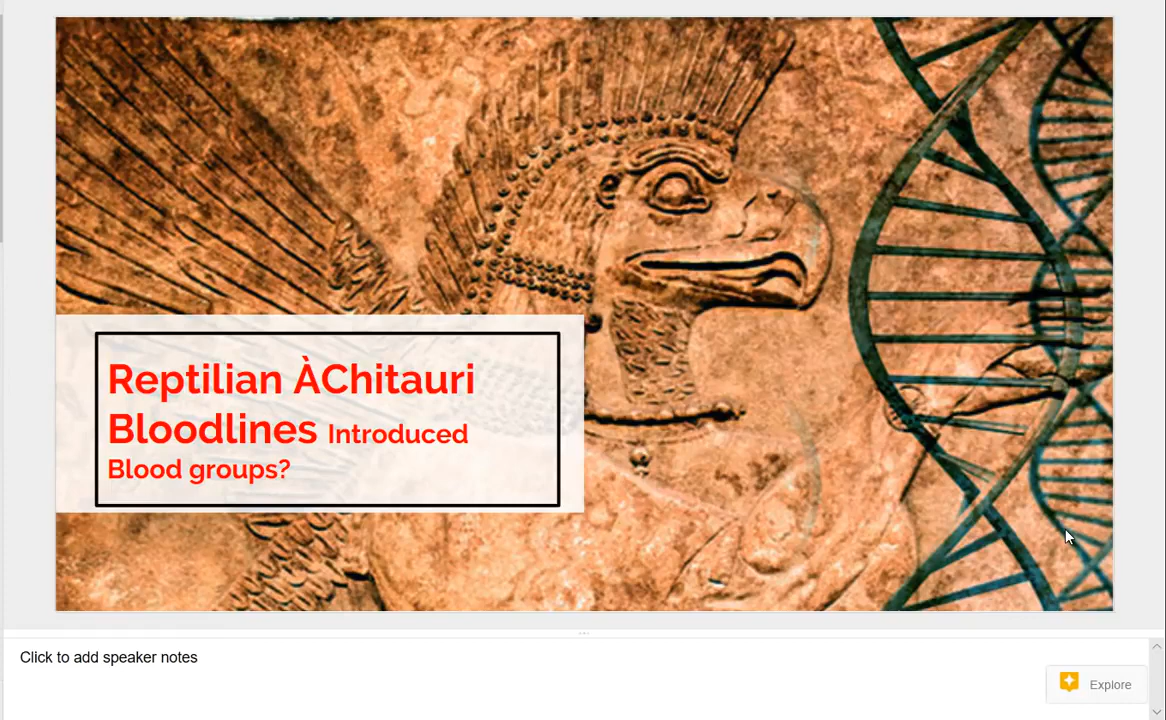 Reptilian ÀChitauri
Bloodlines Introduced
Blood groups?
Click to add speaker notes
Explore